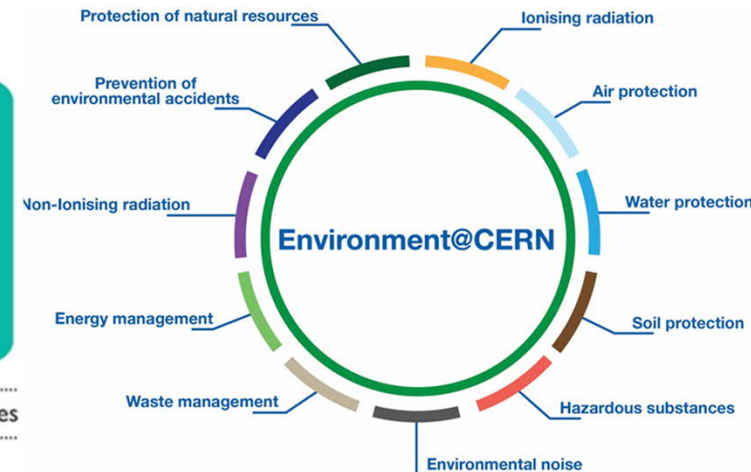 Protection of natural resources
Ionising radiation
Prevention of
environmental accidents
Air protection
Non-Ionising radiation
Water protection
Environment@CERN
Energy management
Soil protection
Waste management
Hazardous substances
Environmental noise